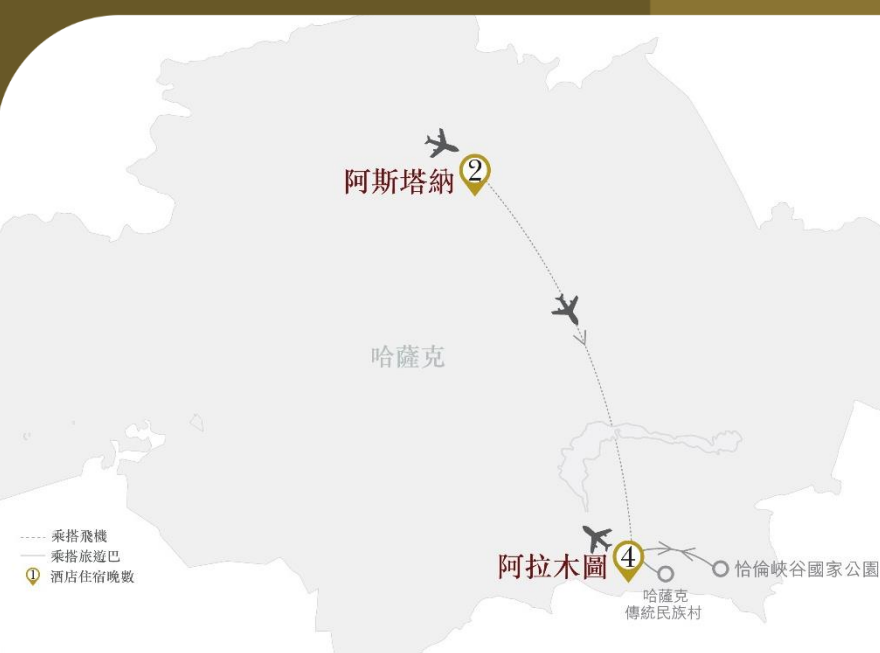 阿斯塔納
2
哈薩克
乘搭飛機
乘搭旅遊巴
1 酒店住宿晚數
阿拉木圖
4
恰倫峽谷國家公園
哈薩克
傳統民族村